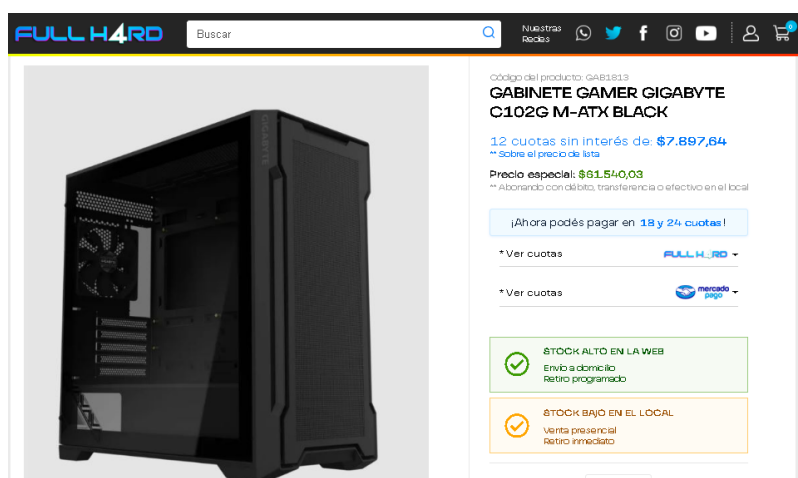 FULL H4RD
Buscar
Nuestras
Redes
0
GIGABYTE
Código del producto: GAB1813
GABINETE GAMER GIGABYTE
C102G M-ATX BLACK
12 cuotas sin interés de: $7.897,64
** Sobre el precio de lista
Precio especial: $61.540,03
** Abonando con débito, transferencia o efectivo en el local
¡Ahora podés pagar en 18 y 24 cuotas!
* Ver cuotas FULL H4RD
* Ver cuotas mercado
pago
STOCK ALTO EN LA WEB
Envío a domicilio
Retiro programado
STOCK BAJO EN EL LOCAL
Venta presencial
Retiro inmediato